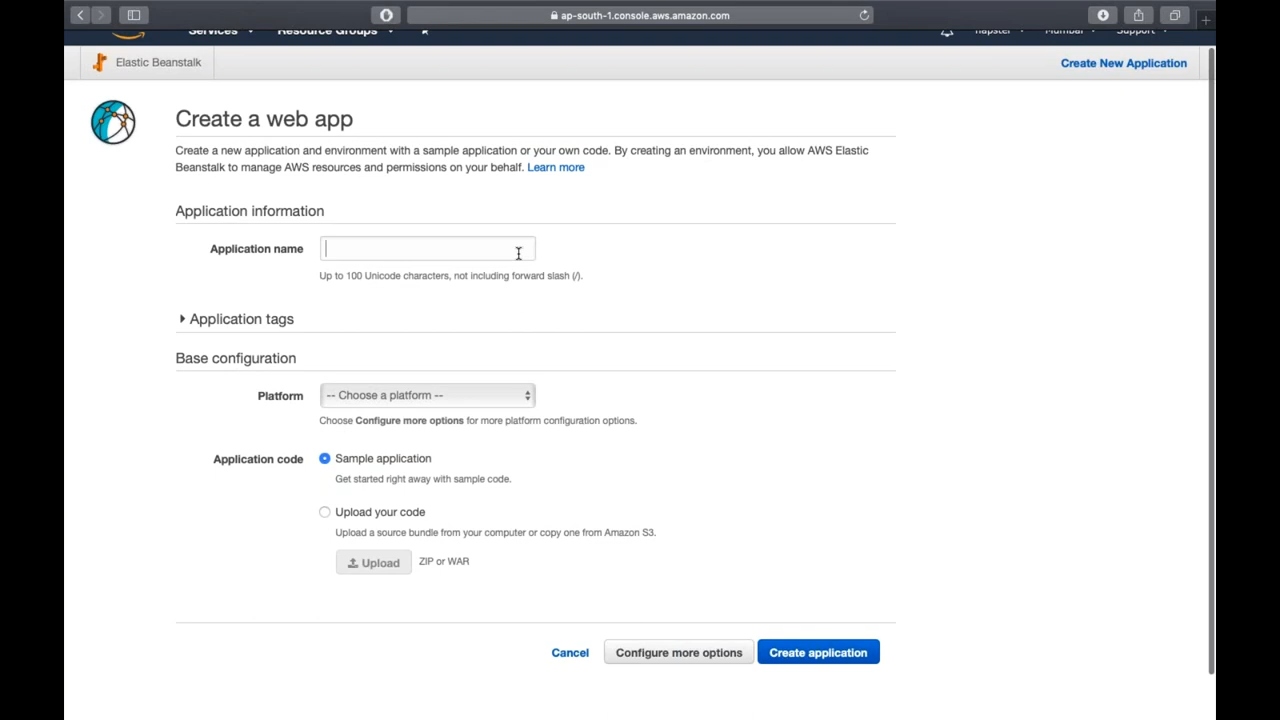 ap-south-1.console.aws.amazon.com
Services Resource Groups Mumbai Support
Elastic Beanstalk Create New Application
Create a web app
Create a new application and environment with a sample application or your own code. By creating an environment, you allow AWS Elastic
Beanstalk to manage AWS resources and permissions on your behalf. Learn more
Application information
Application name
Up to 100 Unicode characters, not including forward slash (/).
Application tags
Base configuration
Platform -- Choose a platform --
Choose Configure more options for more platform configuration options.
Application code Sample application
Get started right away with sample code.
Upload your code
Upload a source bundle from your computer or copy one from Amazon S3.
Upload ZIP or WAR
Cancel Configure more options Create application